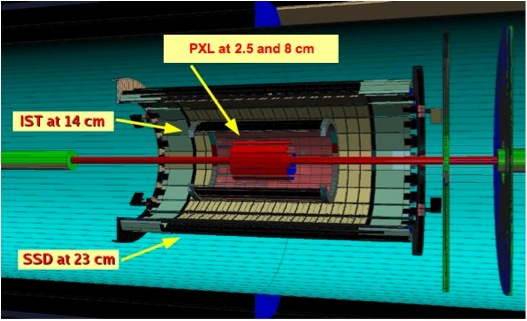 PXL at 2.5 and 8 cm
IST at 14 cm
SSD at 23 cm